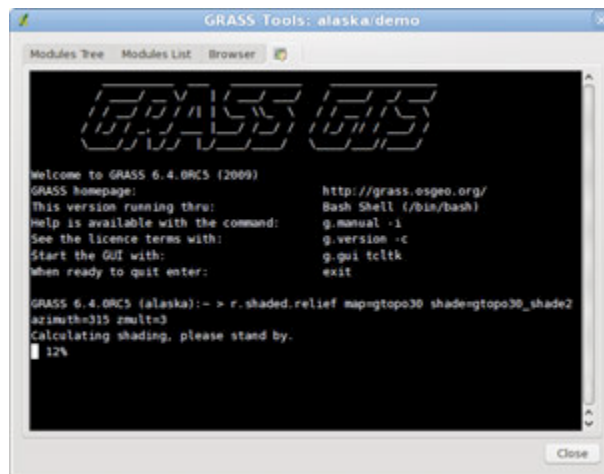 GRASS Tools: alaska/demo
Modules Tree Modules List Browser
GRASS GIS
Welcome to GRASS 6.4.0RC5 (2009)
GRASS homepage: http://grass.osgeo.org/
This version running thru: Bash Shell (/bin/bash)
Help is available with the command: g.manual -i
See the licence terms with: g.version -c
Start the GUI with: g.gui tcltk
When ready to quit enter: exit
GRASS 6.4.0RC5 (alaska):~ > r.shaded.relief map=gtopo30 shade=gtopo30_shade2
azimuth=315 zmult=3
Calculating shading, please stand by.
12%
Close